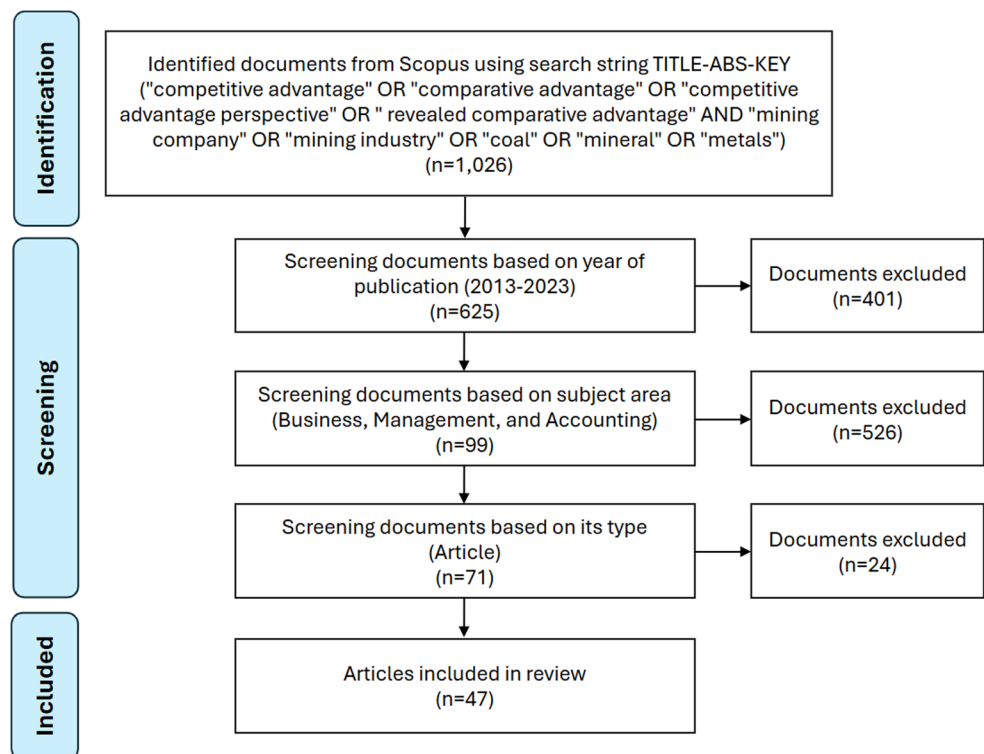 Identification
Identified documents from Scopus using search string TITLE-ABS-KEY
("competitive advantage" OR "comparative advantage" OR "competitive
advantage perspective" OR " revealed comparative advantage" AND "mining
company" OR "mining industry" OR "coal" OR "mineral" OR "metals")
(n=1,026)
Screening
Screening documents based on year of
publication (2013-2023)
(n=625)
Documents excluded
(n=401)
Screening documents based on subject area
(Business, Management, and Accounting)
(n=99)
Documents excluded
(n=526)
Screening documents based on its type
(Article)
(n=71)
Documents excluded
(n=24)
Included
Articles included in review
(n=47)